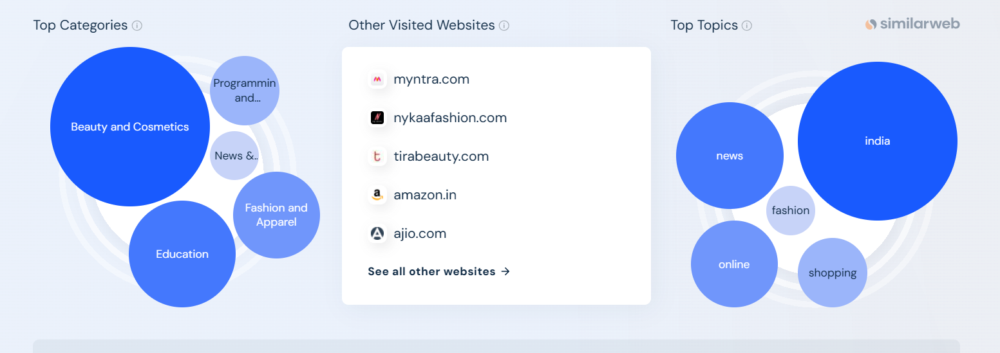 Top Categories
Other Visited Websites
Top Topics
similarweb
Beauty and Cosmetics
Programmin
and...
News &..
Fashion and
Apparel
Education
myntra.com
nykaafashion.com
tirabeauty.com
amazon.in
ajio.com
See all other websites →
india
news
fashion
online
shopping